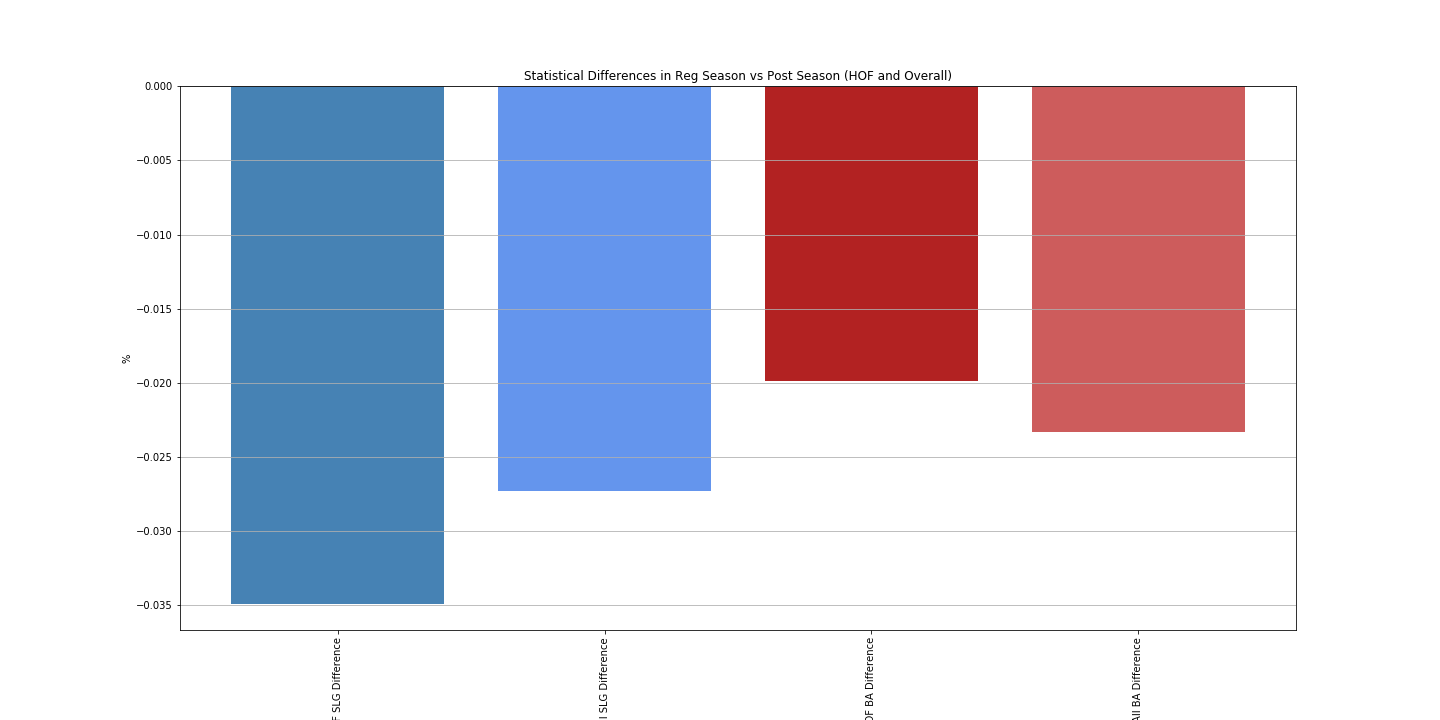 Statistical Differences in Reg Season vs Post Season (HOF and Overall)
0.000
−0.005
−0.010
−0.015
−0.020
−0.025
−0.030
−0.035
%
SLG Difference
SLG Difference
BA Difference
All BA Difference